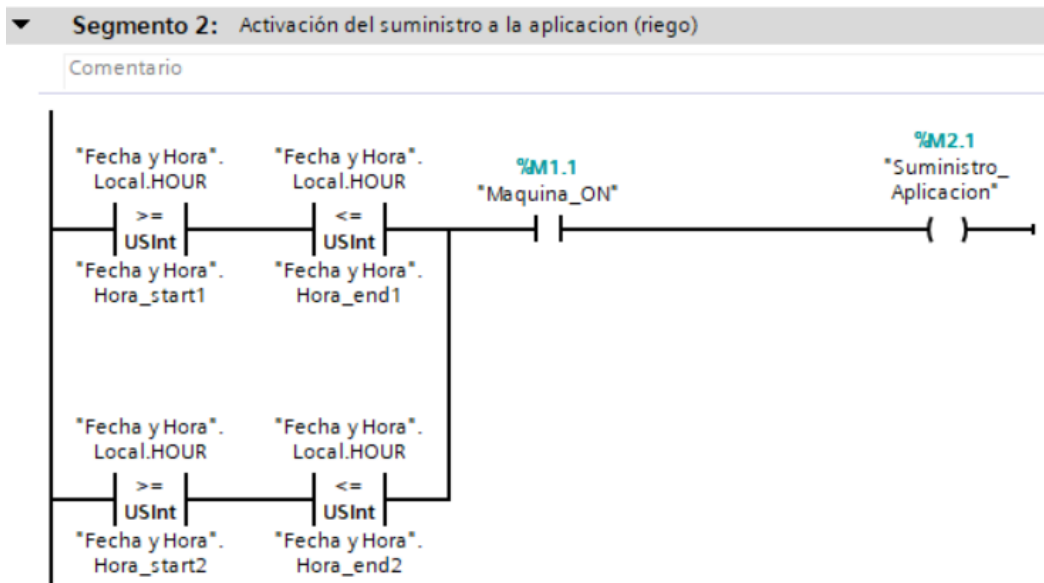 Segmento 2: Activación del suministro a la aplicacion (riego)
Comentario
"Fecha y Hora".
Local.HOUR
>=
USInt
"Fecha y Hora".
Hora_start1
"Fecha y Hora".
Local.HOUR
<=
USInt
"Fecha y Hora".
Hora_end1
%M1.1
"Maquina_ON"
%M2.1
"Suministro_
Aplicacion"
"Fecha y Hora".
Local.HOUR
>=
USInt
"Fecha y Hora".
Hora_start2
"Fecha y Hora".
Local.HOUR
<=
USInt
"Fecha y Hora".
Hora_end2